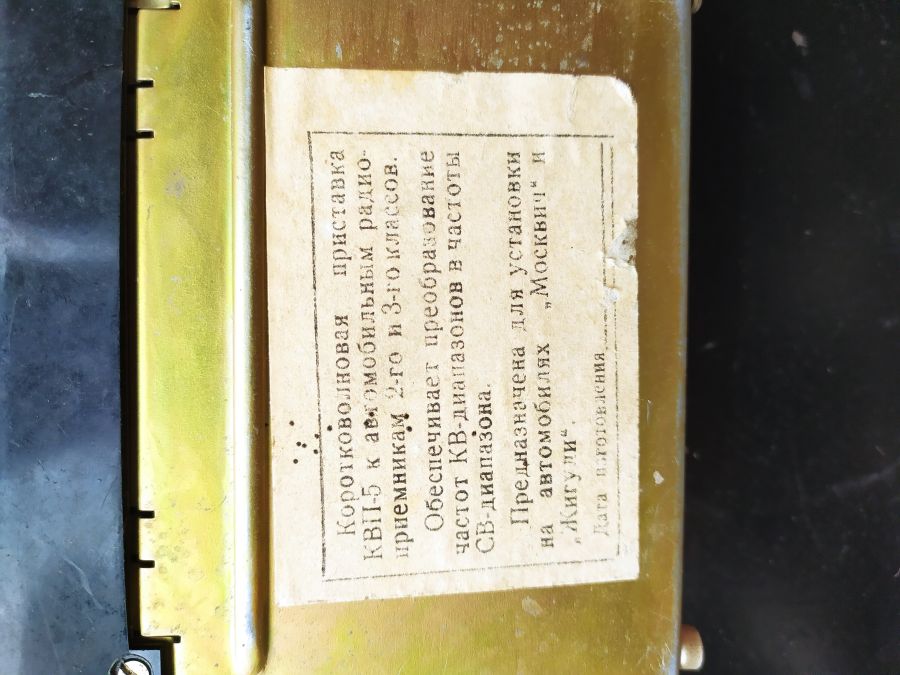 Коротковолновая приставка
КВП-5 к автомобильным радио-
приемникам 2-го и 3-го классов.
Обеспечивает преобразование
частот КВ-диапазонов в частоты
СВ-диапазона.
Предназначена для установки
на автомобилях „Москвич“ и
„Жигули“.
Дата изготовления